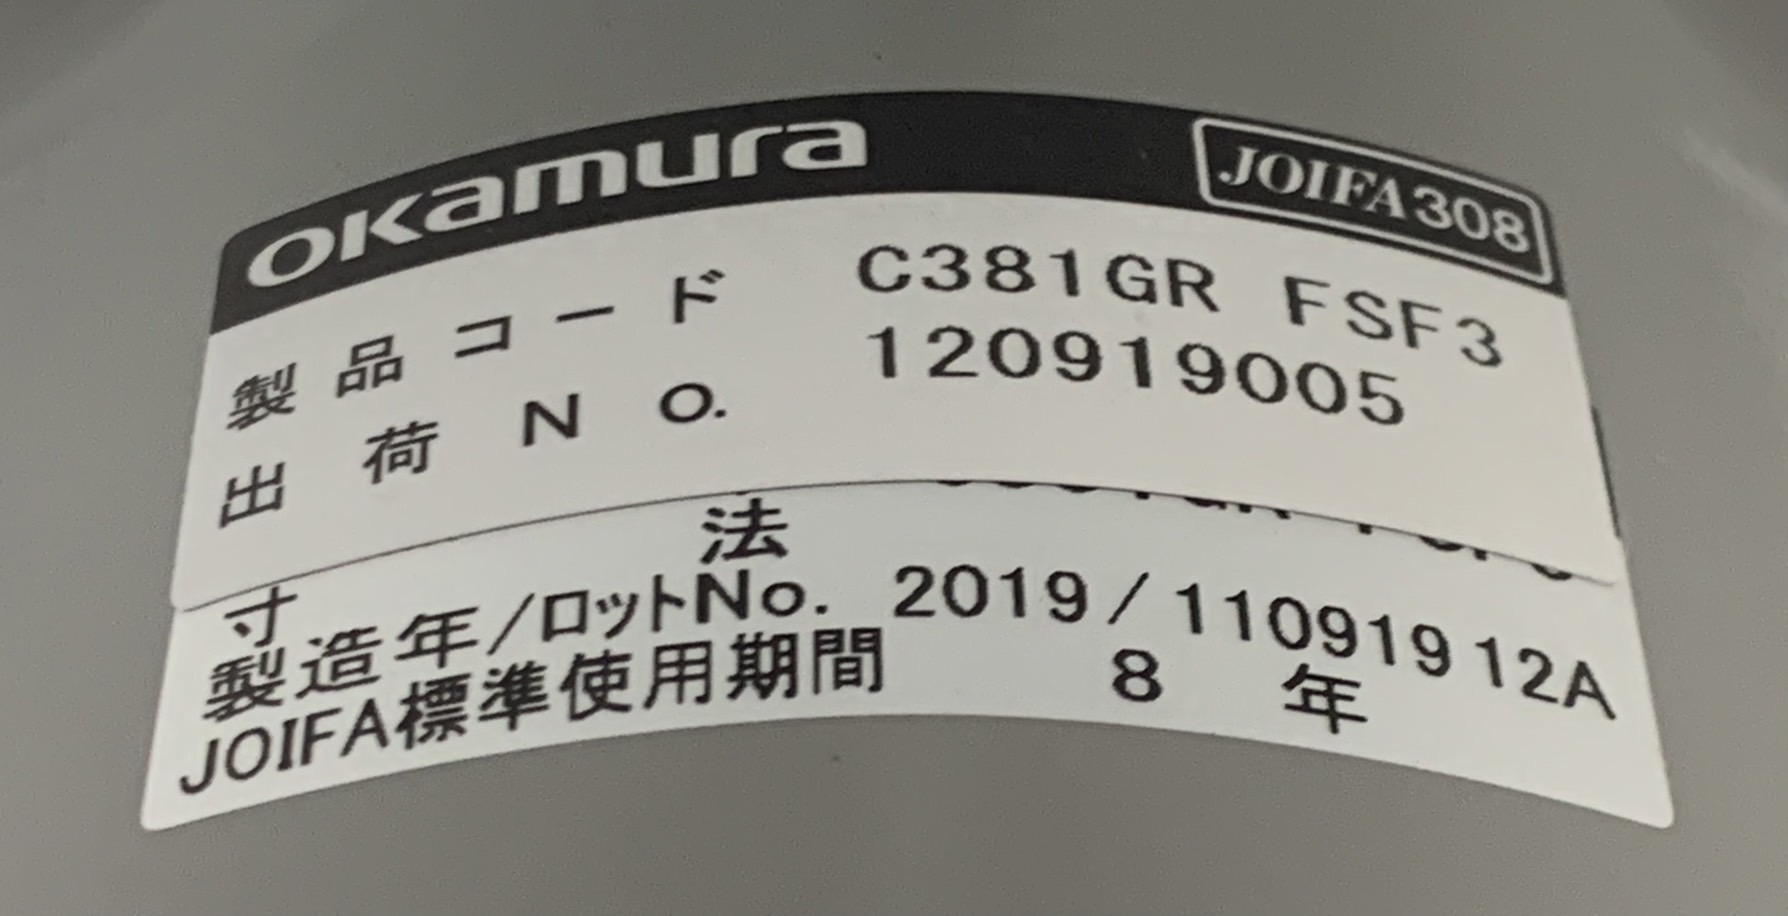 OKamura JOIFA308
製品コード C381GR FSF3
出荷No. 120919005
寸法
製造年/ロットNo. 2019/11091912A
JOIFA標準使用期間 8年